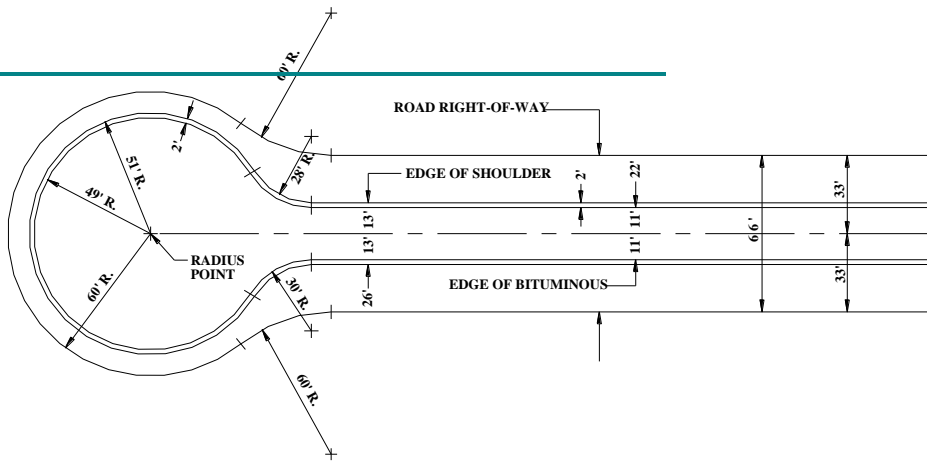 60' R.
ROAD RIGHT-OF-WAY
2'
51' R.
28' R.
EDGE OF SHOULDER
2'
22'
33'
49' R.
13'
11'
66'
13'
11'
RADIUS
POINT
60' R.
30' R.
26'
EDGE OF BITUMINOUS
33'
60' R.